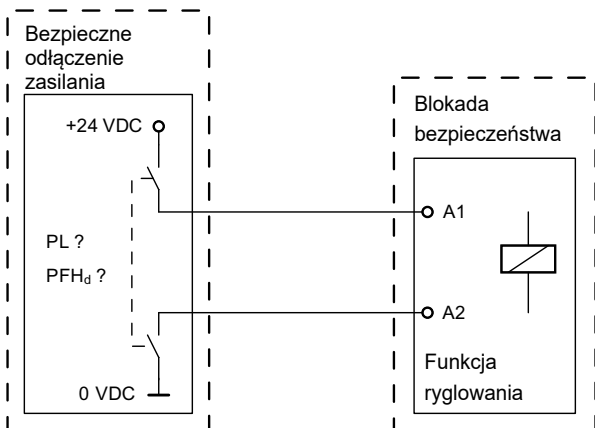 Bezpieczne
odłączenie
zasilania
+24 VDC
PL ?
PFHd ?
0 VDC
Blokada
bezpieczeństwa
A1
A2
Funkcja
ryglowania